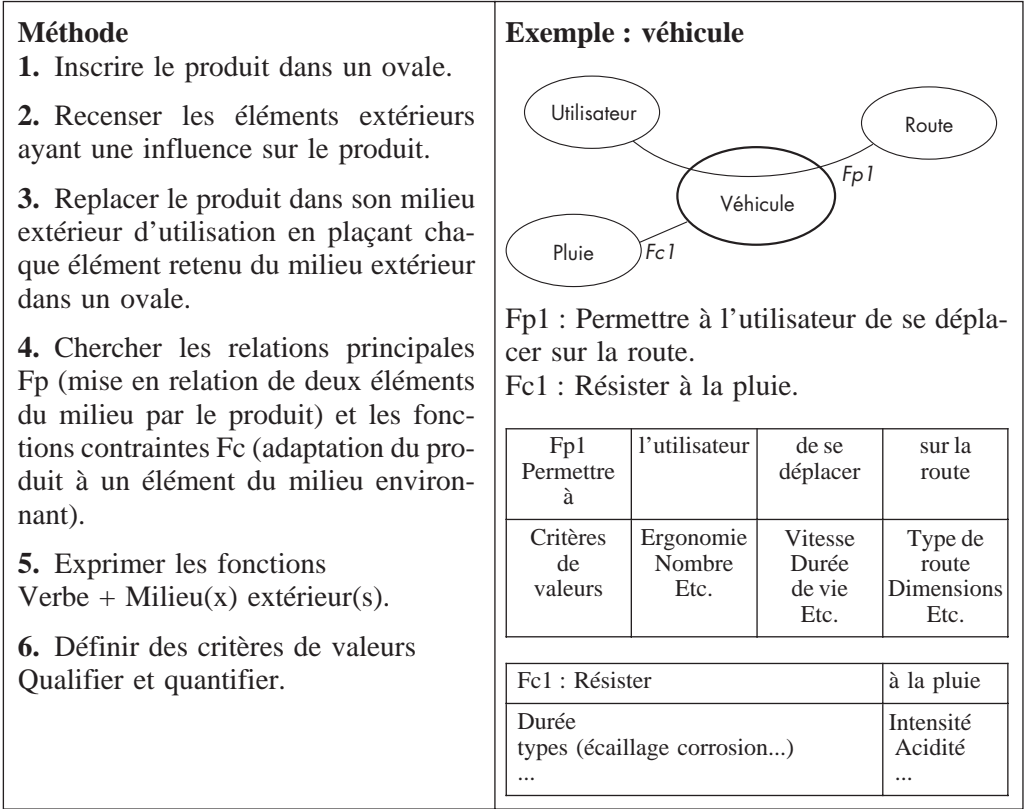 Méthode
1. Inscrire le produit dans un ovale.
2. Recenser les éléments extérieurs
ayant une influence sur le produit.
3. Replacer le produit dans son milieu
extérieur d'utilisation en plaçant cha-
que élément retenu du milieu extérieur
dans un ovale.
4. Chercher les relations principales
Fp (mise en relation de deux éléments
du milieu par le produit) et les fonc-
tions contraintes Fc (adaptation du pro-
duit à un élément du milieu environ-
nant).
5. Exprimer les fonctions
Verbe + Milieu(x) extérieur(s).
6. Définir des critères de valeurs
Qualifier et quantifier.
Exemple : véhicule
Utilisateur
Route
Fp1
Véhicule
Pluie
Fc1
Fp1 : Permettre à l'utilisateur de se dépla-
cer sur la route.
Fc1 : Résister à la pluie.
Fp1 l'utilisateur de se sur la
Permettre déplacer route
à
Critères Ergonomie Vitesse Type de
de Nombre Durée route
valeurs Etc. de vie Dimensions
Etc. Etc.
Fc1 : Résister à la pluie
Durée Intensité
types (écaillage corrosion...) Acidité
... ...